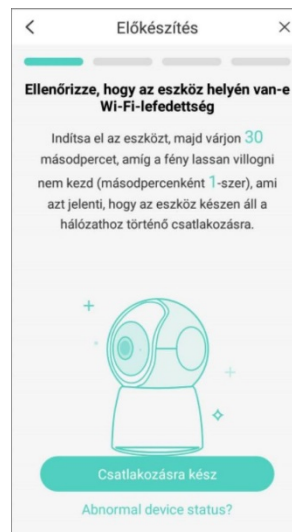 Előkészítés
Ellenőrizze, hogy az eszköz helyén van-e
Wi-Fi-lefedettség
Indítsa el az eszközt, majd várjon 30
másodpercet, amíg a fény lassan villogni
nem kezd (másodpercenként 1-szer), ami
azt jelenti, hogy az eszköz készen áll a
hálózathoz történő csatlakozásra.
Csatlakozásra kész
Abnormal device status?